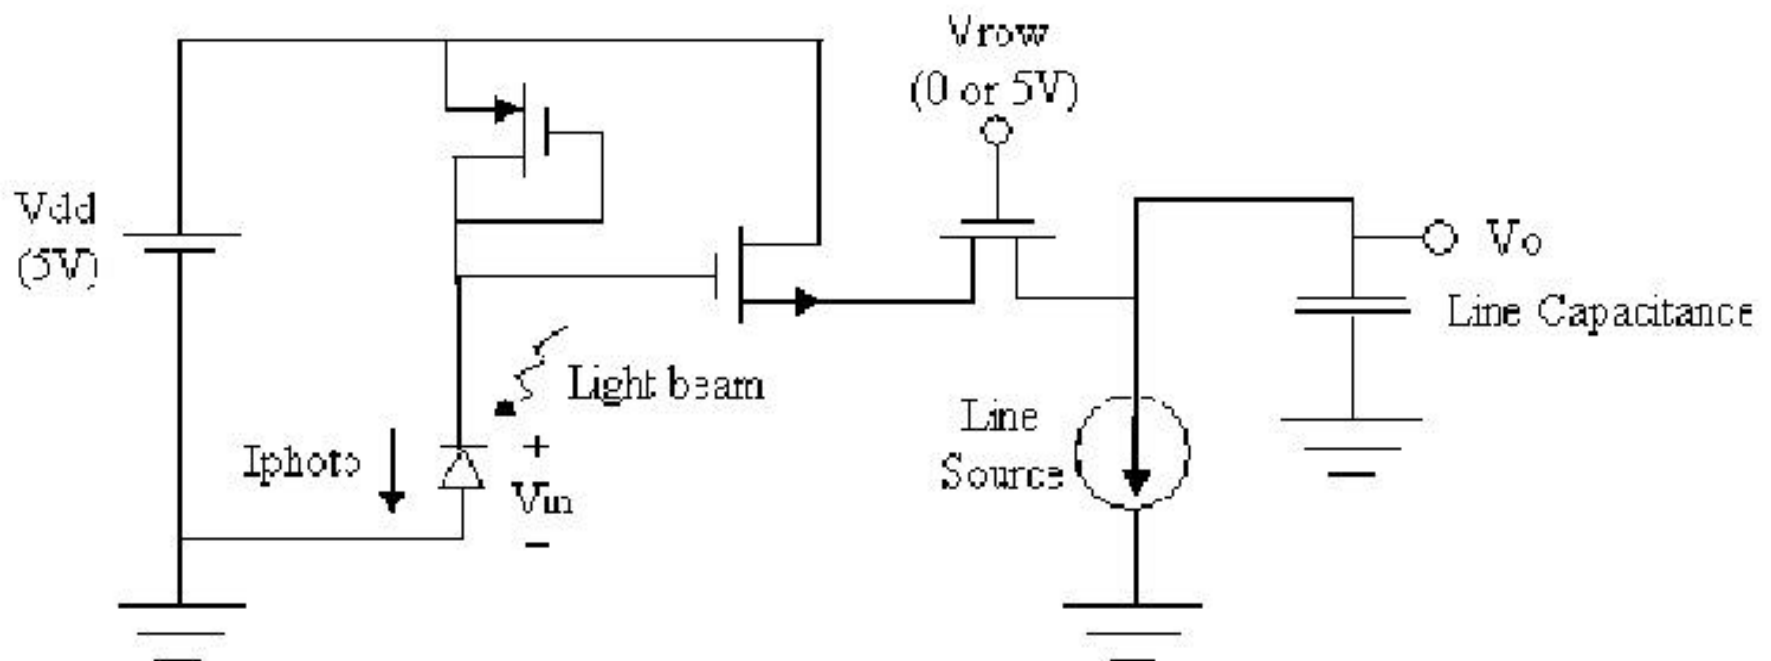 Vrow
(0 or 5V)
Vdd
(5V)
Vo
Line Capacitance
Light beam
Line
Source
Iphoto
+
Vin
-